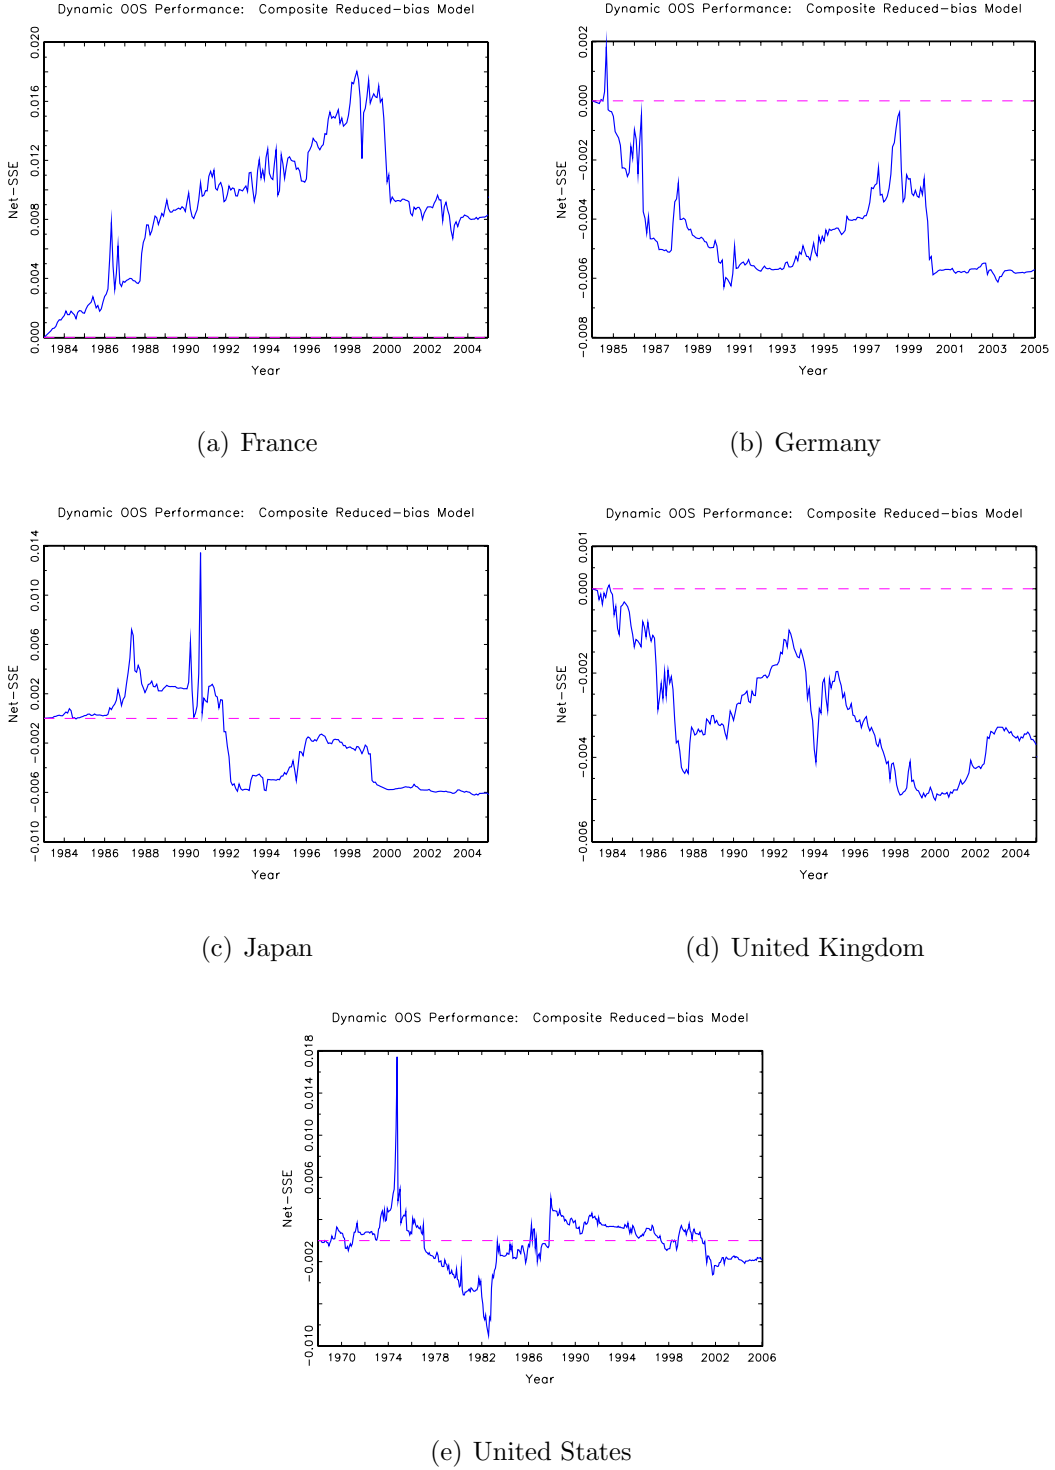 Dynamic OOS Performance: Composite Reduced-bias Model
Net-SSE
0.020
0.016
0.012
0.008
0.004
0.000
1984 1986 1988 1990 1992 1994 1996 1998 2000 2002 2004
Year
(a) France
Dynamic OOS Performance: Composite Reduced-bias Model
Net-SSE
0.002
0.000
-0.002
-0.004
-0.006
-0.008
1985 1987 1989 1991 1993 1995 1997 1999 2001 2003 2005
Year
(b) Germany
Dynamic OOS Performance: Composite Reduced-bias Model
Net-SSE
0.014
0.010
0.006
0.002
-0.002
-0.006
-0.010
1984 1986 1988 1990 1992 1994 1996 1998 2000 2002 2004
Year
(c) Japan
Dynamic OOS Performance: Composite Reduced-bias Model
Net-SSE
0.001
0.000
-0.002
-0.004
-0.006
1984 1986 1988 1990 1992 1994 1996 1998 2000 2002 2004
Year
(d) United Kingdom
Dynamic OOS Performance: Composite Reduced-bias Model
Net-SSE
0.018
0.014
0.010
0.006
-0.002
-0.010
1970 1974 1978 1982 1986 1990 1994 1998 2002 2006
Year
(e) United States